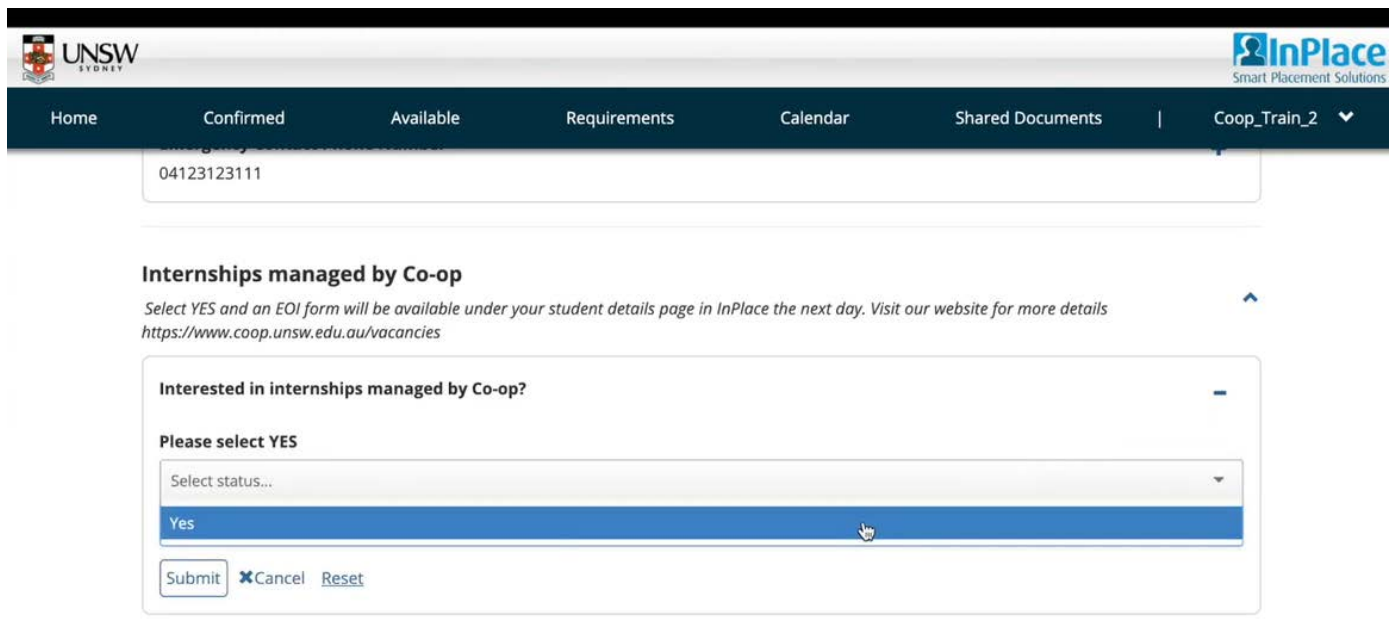 UNSW
SYDNEY
InPlace
Smart Placement Solutions
Home Confirmed Available Requirements Calendar Shared Documents | Coop_Train_2
04123123111
Internships managed by Co-op
Select YES and an EOI form will be available under your student details page in InPlace the next day. Visit our website for more details
https://www.coop.unsw.edu.au/vacancies
Interested in internships managed by Co-op?
Please select YES
Select status...
Yes
Submit Cancel Reset